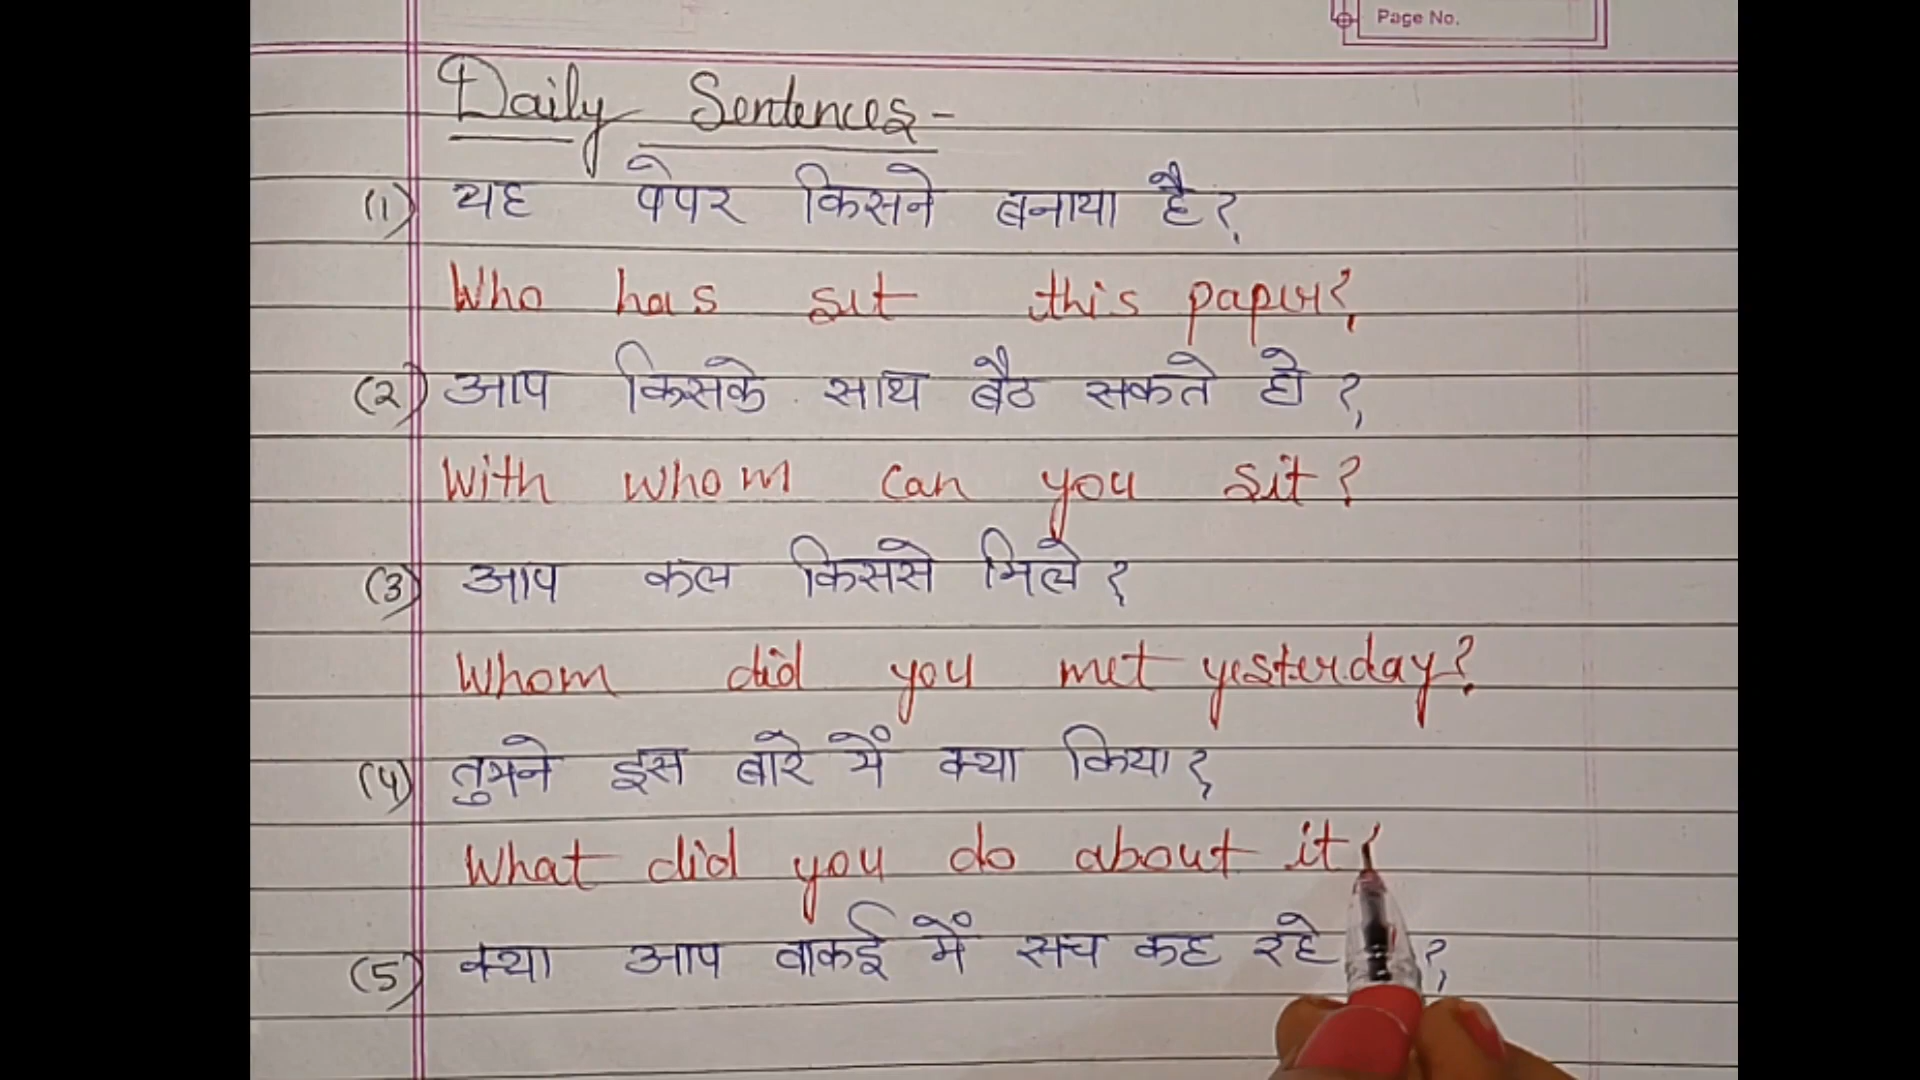 Page No.
Daily Sentences-
(1) यह पेपर किसने बनाया है?
Who has set this paper?
(2) आप किसके साथ बैठ सकते हो?
With whom can you sit?
(3) आप कल किससे मिले?
Whom did you met yesterday?
(4) तुमने इस बारे में क्या किया?
What did you do about it?
(5) क्या आप वाकई में सच कह रहे ?